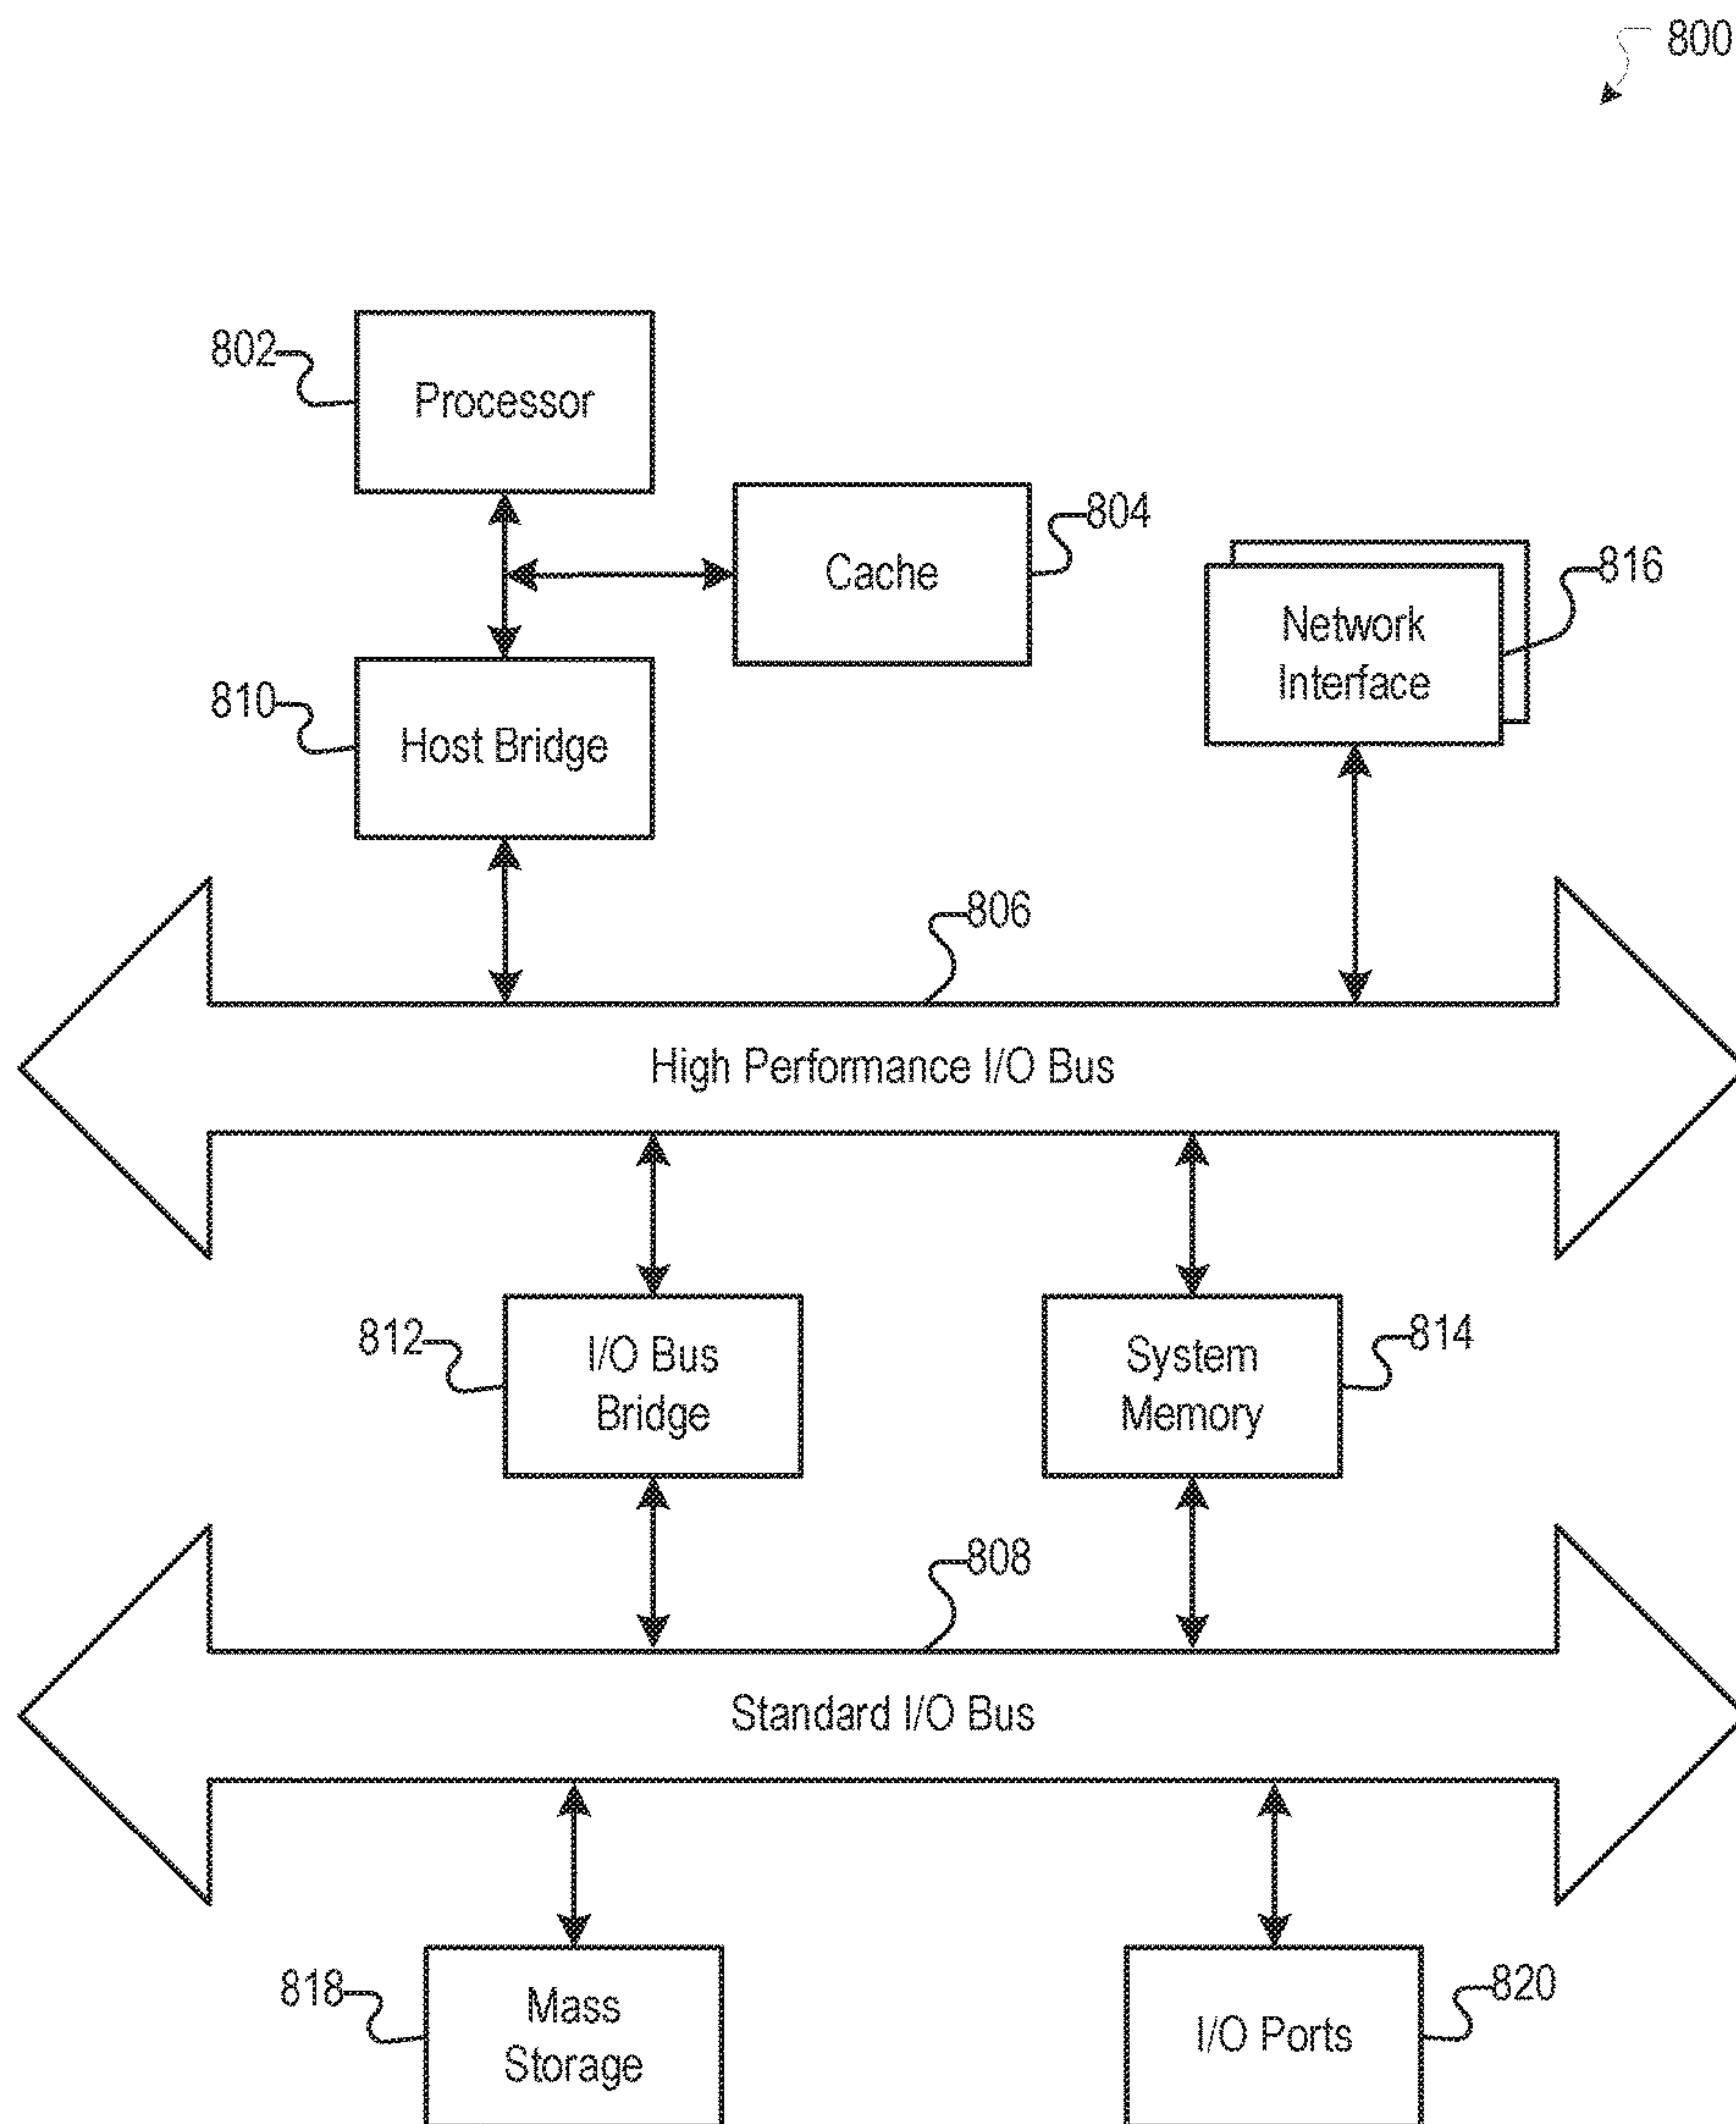 800
802
Processor
804
Cache
816
Network
Interface
810
Host Bridge
806
High Performance I/O Bus
812
I/O Bus
Bridge
System
Memory
814
808
Standard I/O Bus
818
Mass
Storage
I/O Ports
820